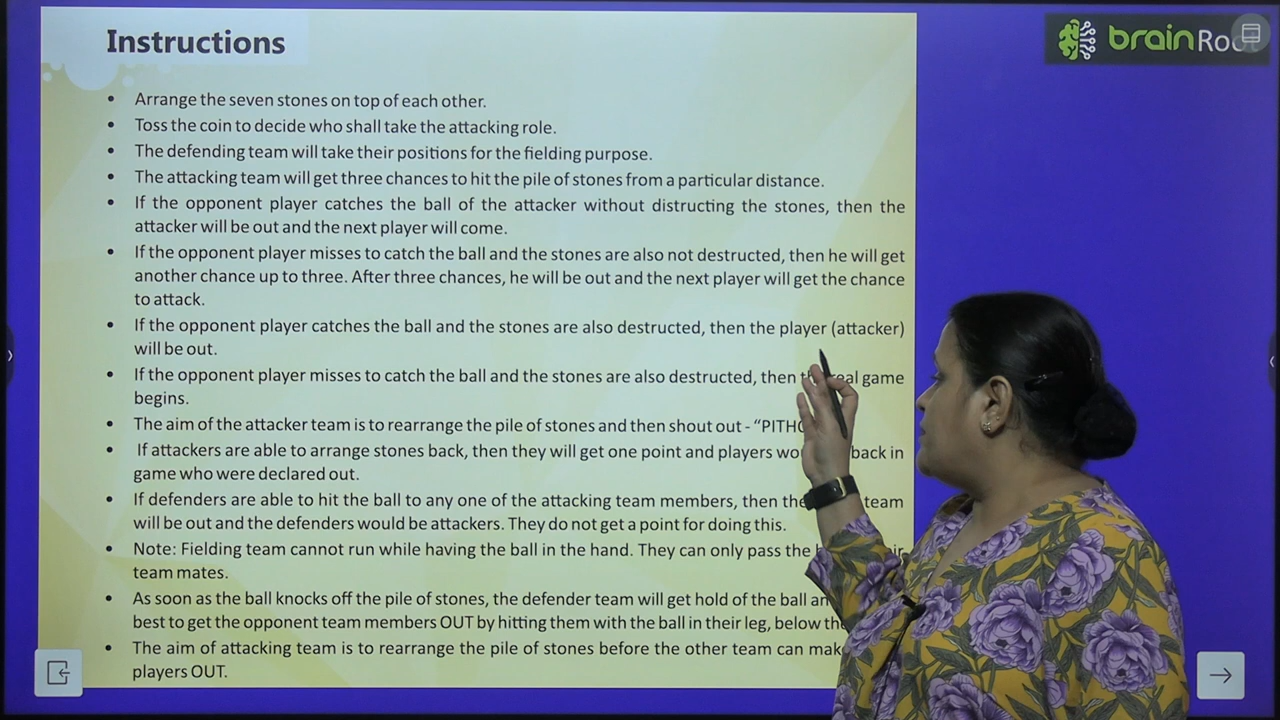 Instructions
brainRo
• Arrange the seven stones on top of each other.
• Toss the coin to decide who shall take the attacking role.
• The defending team will take their positions for the fielding purpose.
• The attacking team will get three chances to hit the pile of stones from a particular distance.
• If the opponent player catches the ball of the attacker without distructing the stones, then the
attacker will be out and the next player will come.
• If the opponent player misses to catch the ball and the stones are also not destructed, then he will get
another chance up to three. After three chances, he will be out and the next player will get the chance
to attack.
• If the opponent player catches the ball and the stones are also destructed, then the player (attacker)
will be out.
• If the opponent player misses to catch the ball and the stones are also destructed, then game
begins.
• The aim of the attacker team is to rearrange the pile of stones and then shout out - “PITH
• If attackers are able to arrange stones back, then they will get one point and players back in
game who were declared out.
• If defenders are able to hit the ball to any one of the attacking team members, then team
will be out and the defenders would be attackers. They do not get a point for doing this.
• Note: Fielding team cannot run while having the ball in the hand. They can only pass the
team mates.
• As soon as the ball knocks off the pile of stones, the defender team will get hold of the ball
best to get the opponent team members OUT by hitting them with the ball in their leg, below
• The aim of attacking team is to rearrange the pile of stones before the other team can
players OUT.